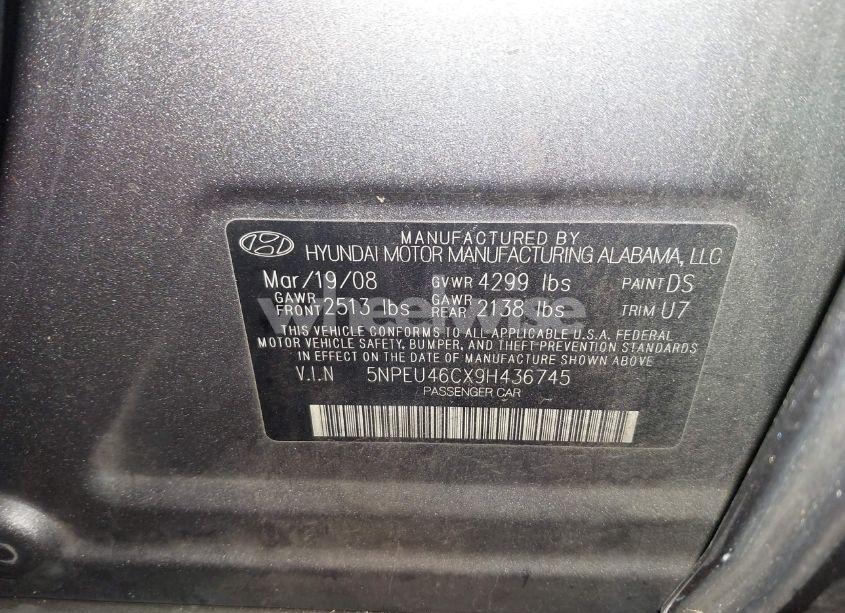 MANUFACTURED BY
HYUNDAI MOTOR MANUFACTURING ALABAMA, LLC
Mar/19/08 GVWR 4299 lbs PAINT DS
GAWR FRONT 2513 lbs GAWR REAR 2138 lbs TRIM U7
wheelwise
THIS VEHICLE CONFORMS TO ALL APPLICABLE U.S.A. FEDERAL
MOTOR VEHICLE SAFETY, BUMPER, AND THEFT PREVENTION STANDARDS
IN EFFECT ON THE DATE OF MANUFACTURE SHOWN ABOVE
V.I.N 5NPEU46CX9H436745
PASSENGER CAR